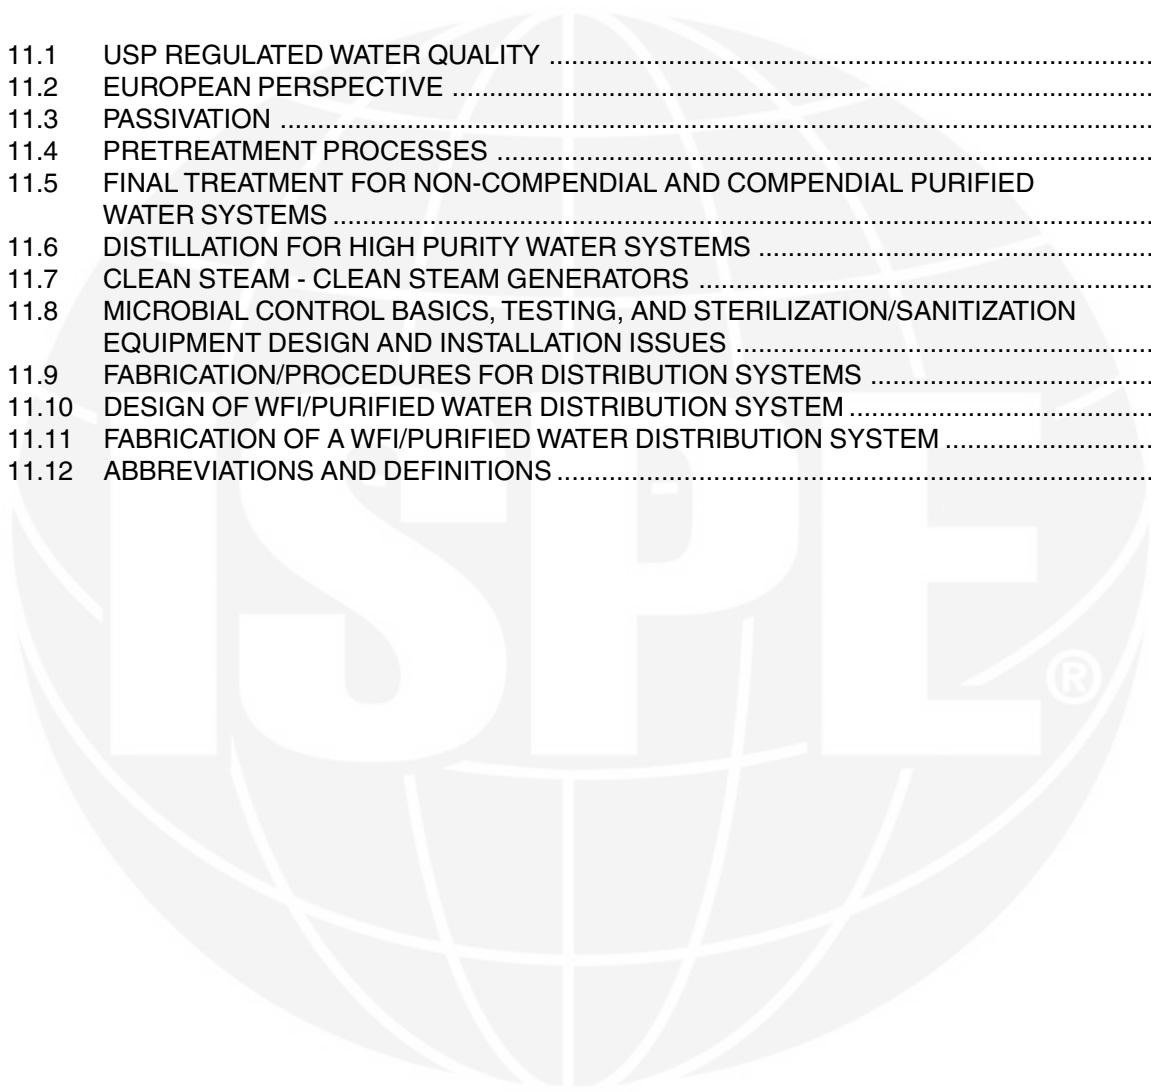 11.1 USP REGULATED WATER QUALITY ....................................................................................
11.2 EUROPEAN PERSPECTIVE ..................................................................................................
11.3 PASSIVATION .........................................................................................................................
11.4 PRETREATMENT PROCESSES ............................................................................................
11.5 FINAL TREATMENT FOR NON-COMPENDIAL AND COMPENDIAL PURIFIED
WATER SYSTEMS ..................................................................................................................
11.6 DISTILLATION FOR HIGH PURITY WATER SYSTEMS .......................................................
11.7 CLEAN STEAM - CLEAN STEAM GENERATORS ...............................................................
11.8 MICROBIAL CONTROL BASICS, TESTING, AND STERILIZATION/SANITIZATION
EQUIPMENT DESIGN AND INSTALLATION ISSUES ..........................................................
11.9 FABRICATION/PROCEDURES FOR DISTRIBUTION SYSTEMS ........................................
11.10 DESIGN OF WFI/PURIFIED WATER DISTRIBUTION SYSTEM ...........................................
11.11 FABRICATION OF A WFI/PURIFIED WATER DISTRIBUTION SYSTEM .............................
11.12 ABBREVIATIONS AND DEFINITIONS ...................................................................................
ISPE
®